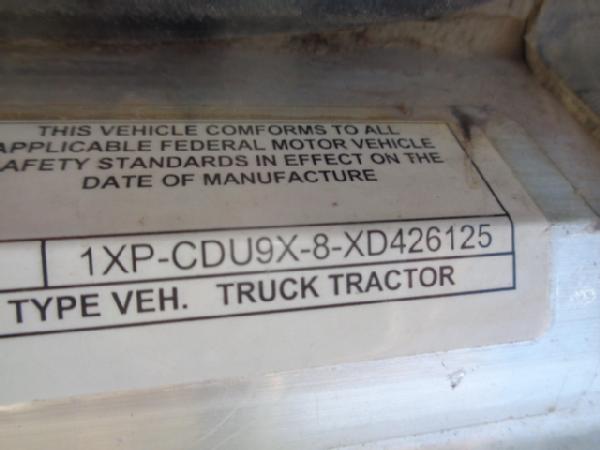 THIS VEHICLE COMFORMS TO ALL
APPLICABLE FEDERAL MOTOR VEHICLE
SAFETY STANDARDS IN EFFECT ON THE
DATE OF MANUFACTURE
1XP-CDU9X-8-XD426125
TYPE VEH. TRUCK TRACTOR